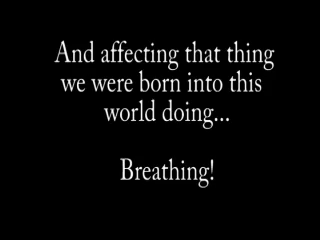 And affecting that thing
we were born into this
world doing...
Breathing!